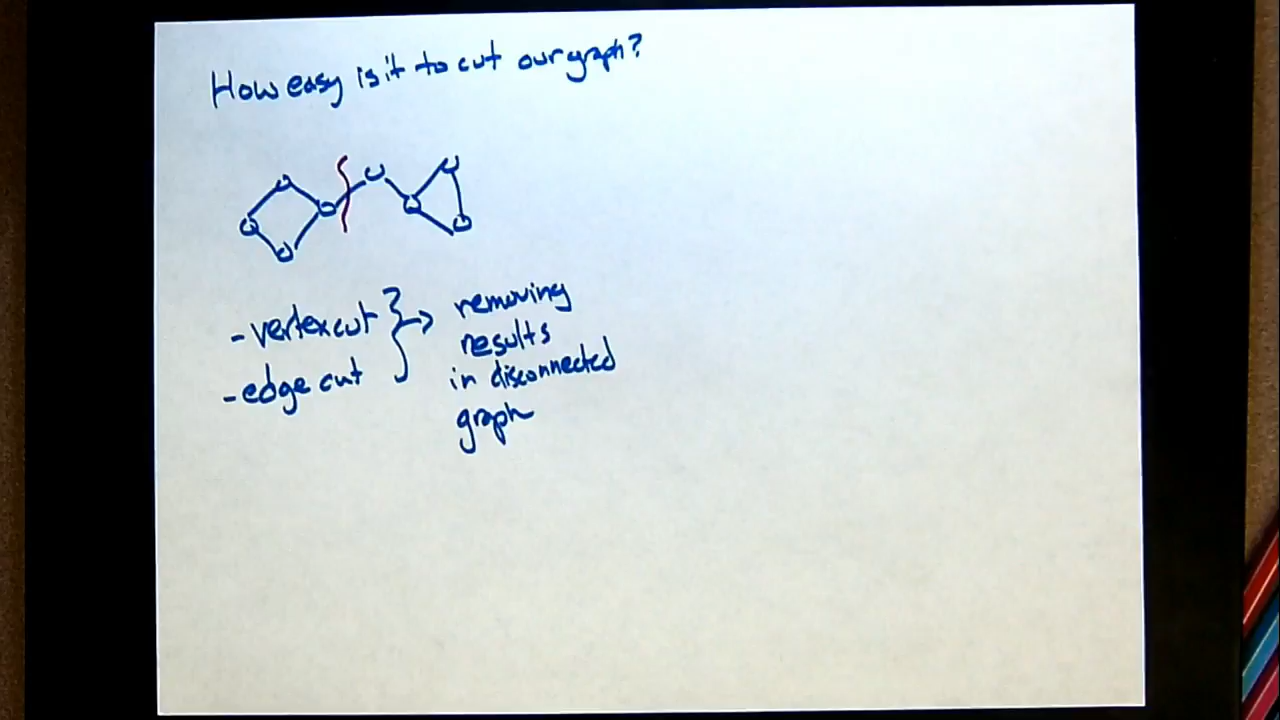 How easy is it to cut our graph?
- vertex cut
- edge cut
removing
results
in disconnected
graph